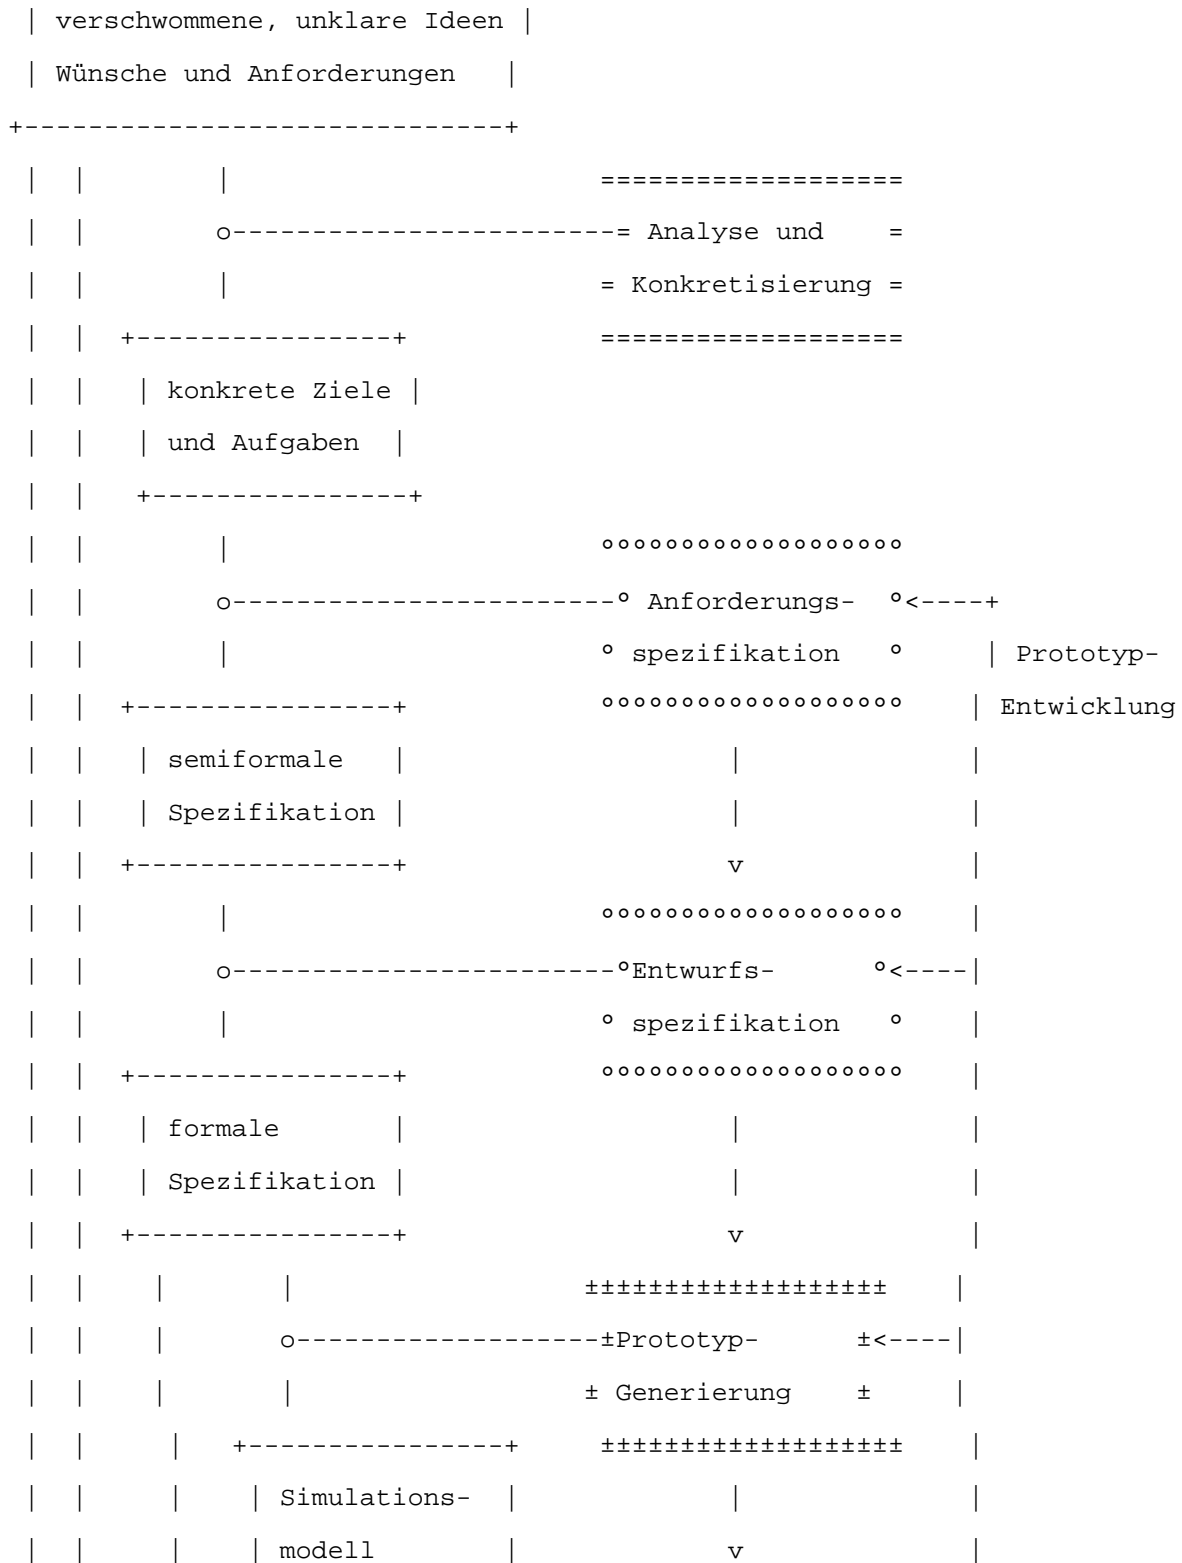 | verschwommene, unklare Ideen |
| Wünsche und Anforderungen   |
+------------------------------+
|  |        |                       ===================
|  |        o------------------------= Analyse und    =
|  |        |                       = Konkretisierung =
|  |  +----------------+            ===================
|  |   | konkrete Ziele |
|  |   | und Aufgaben  |
|  |   +----------------+
|  |        |                       °°°°°°°°°°°°°°°°°°°
|  |        o------------------------° Anforderungs-  °<----+
|  |        |                       ° spezifikation   °     | Prototyp-
|  |  +----------------+            °°°°°°°°°°°°°°°°°°°    | Entwicklung
|  |   | semiformale   |                    |              |
|  |   | Spezifikation |                    |              |
|  |  +----------------+                    v              |
|  |        |                       °°°°°°°°°°°°°°°°°°°    |
|  |        o------------------------°Entwurfs-      °<----|
|  |        |                       ° spezifikation   °    |
|  |  +----------------+            °°°°°°°°°°°°°°°°°°°    |
|  |   | formale       |                    |              |
|  |   | Spezifikation |                    |              |
|  |  +----------------+                    v              |
|  |    |       |                  ±±±±±±±±±±±±±±±±±±±    |
|  |    |       o-------------------±Prototyp-      ±<----|
|  |    |       |                  ± Generierung    ±     |
|  |     |   +----------------+     ±±±±±±±±±±±±±±±±±±±    |
|  |     |    | Simulations-  |             |              |
|  |     |    | modell        |             v              |